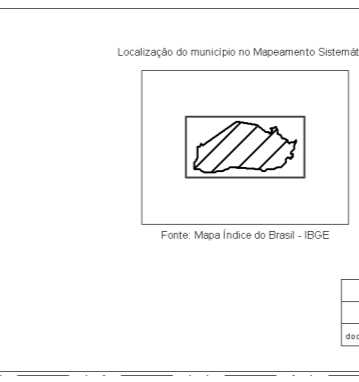 Localização do município no Mapeamento Sistemát
Fonte: Mapa Índice do Brasil - IBGE
doc